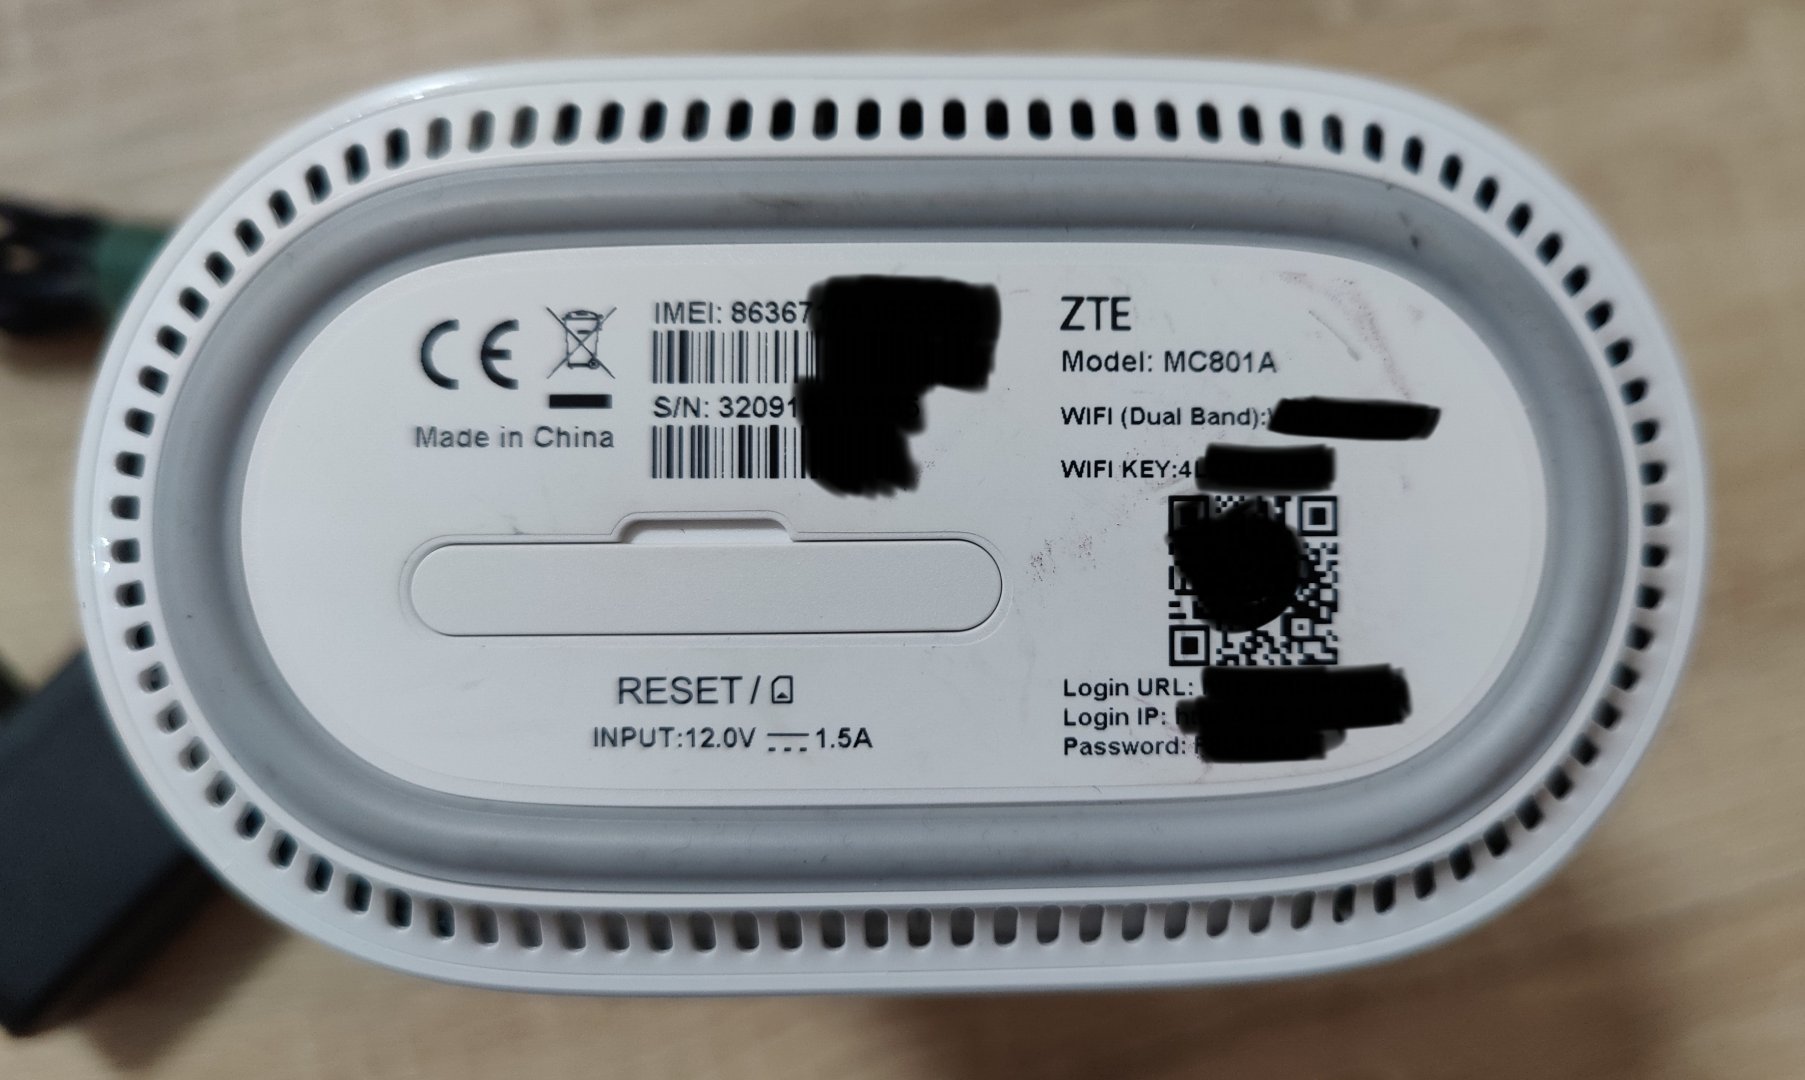 CE
Made in China
IMEI: 86367
S/N: 32091
RESET /
INPUT:12.0V 1.5A
ZTE
Model: MC801A
WIFI (Dual Band):
WIFI KEY:4
Login URL:
Login IP:
Password: